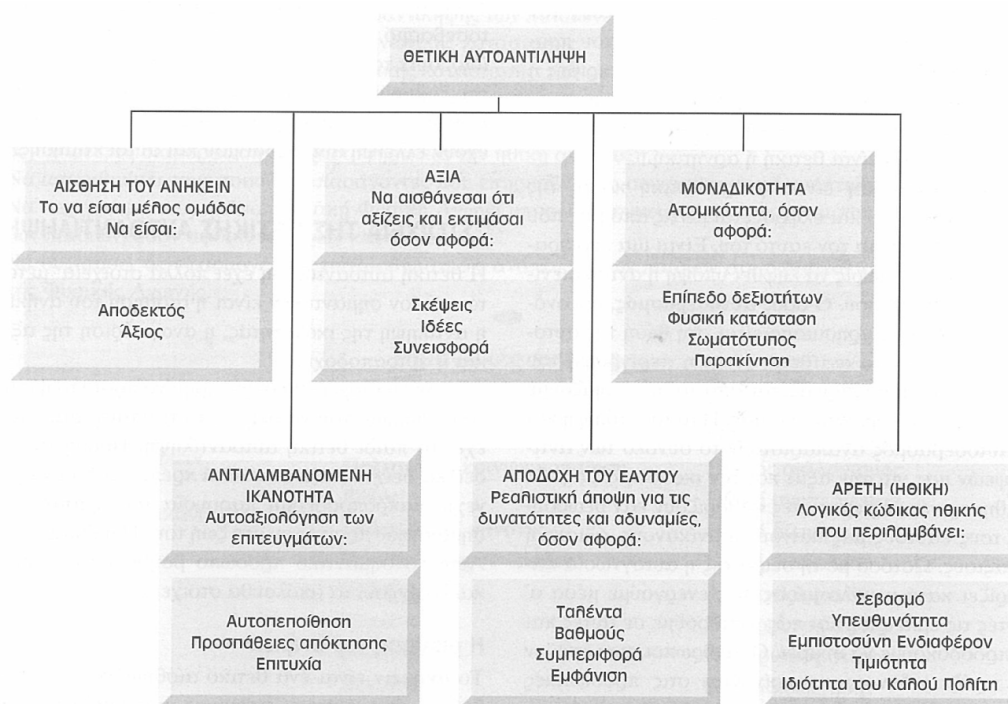 ΘΕΤΙΚΗ ΑΥΤΟΑΝΤΙΛΗΨΗ
ΑΙΣΘΗΣΗ ΤΟΥ ΑΝΗΚΕΙΝ
Το να είσαι μέλος ομάδας
Να είσαι:
Αποδεκτός
Άξιος
ΑΞΙΑ
Να αισθάνεσαι ότι
αξίζεις και εκτιμάσαι
όσον αφορά:
Σκέψεις
Ιδέες
Συνεισφορά
ΜΟΝΑΔΙΚΟΤΗΤΑ
Ατομικότητα, όσον
αφορά:
Επίπεδο δεξιοτήτων
Φυσική κατάσταση
Σωματότυπος
Παρακίνηση
ΑΝΤΙΛΑΜΒΑΝΟΜΕΝΗ
ΙΚΑΝΟΤΗΤΑ
Αυτοαξιολόγηση των
επιτευγμάτων:
Αυτοπεποίθηση
Προσπάθειες απόκτησης
Επιτυχία
ΑΠΟΔΟΧΗ ΤΟΥ ΕΑΥΤΟΥ
Ρεαλιστική άποψη για τις
δυνατότητες και αδυναμίες,
όσον αφορά:
Ταλέντα
Βαθμούς
Συμπεριφορά
Εμφάνιση
ΑΡΕΤΗ (ΗΘΙΚΗ)
Λογικός κώδικας ηθικής
που περιλαμβάνει:
Σεβασμό
Υπευθυνότητα
Εμπιστοσύνη Ενδιαφέρον
Τιμιότητα
Ιδιότητα του Καλού Πολίτη